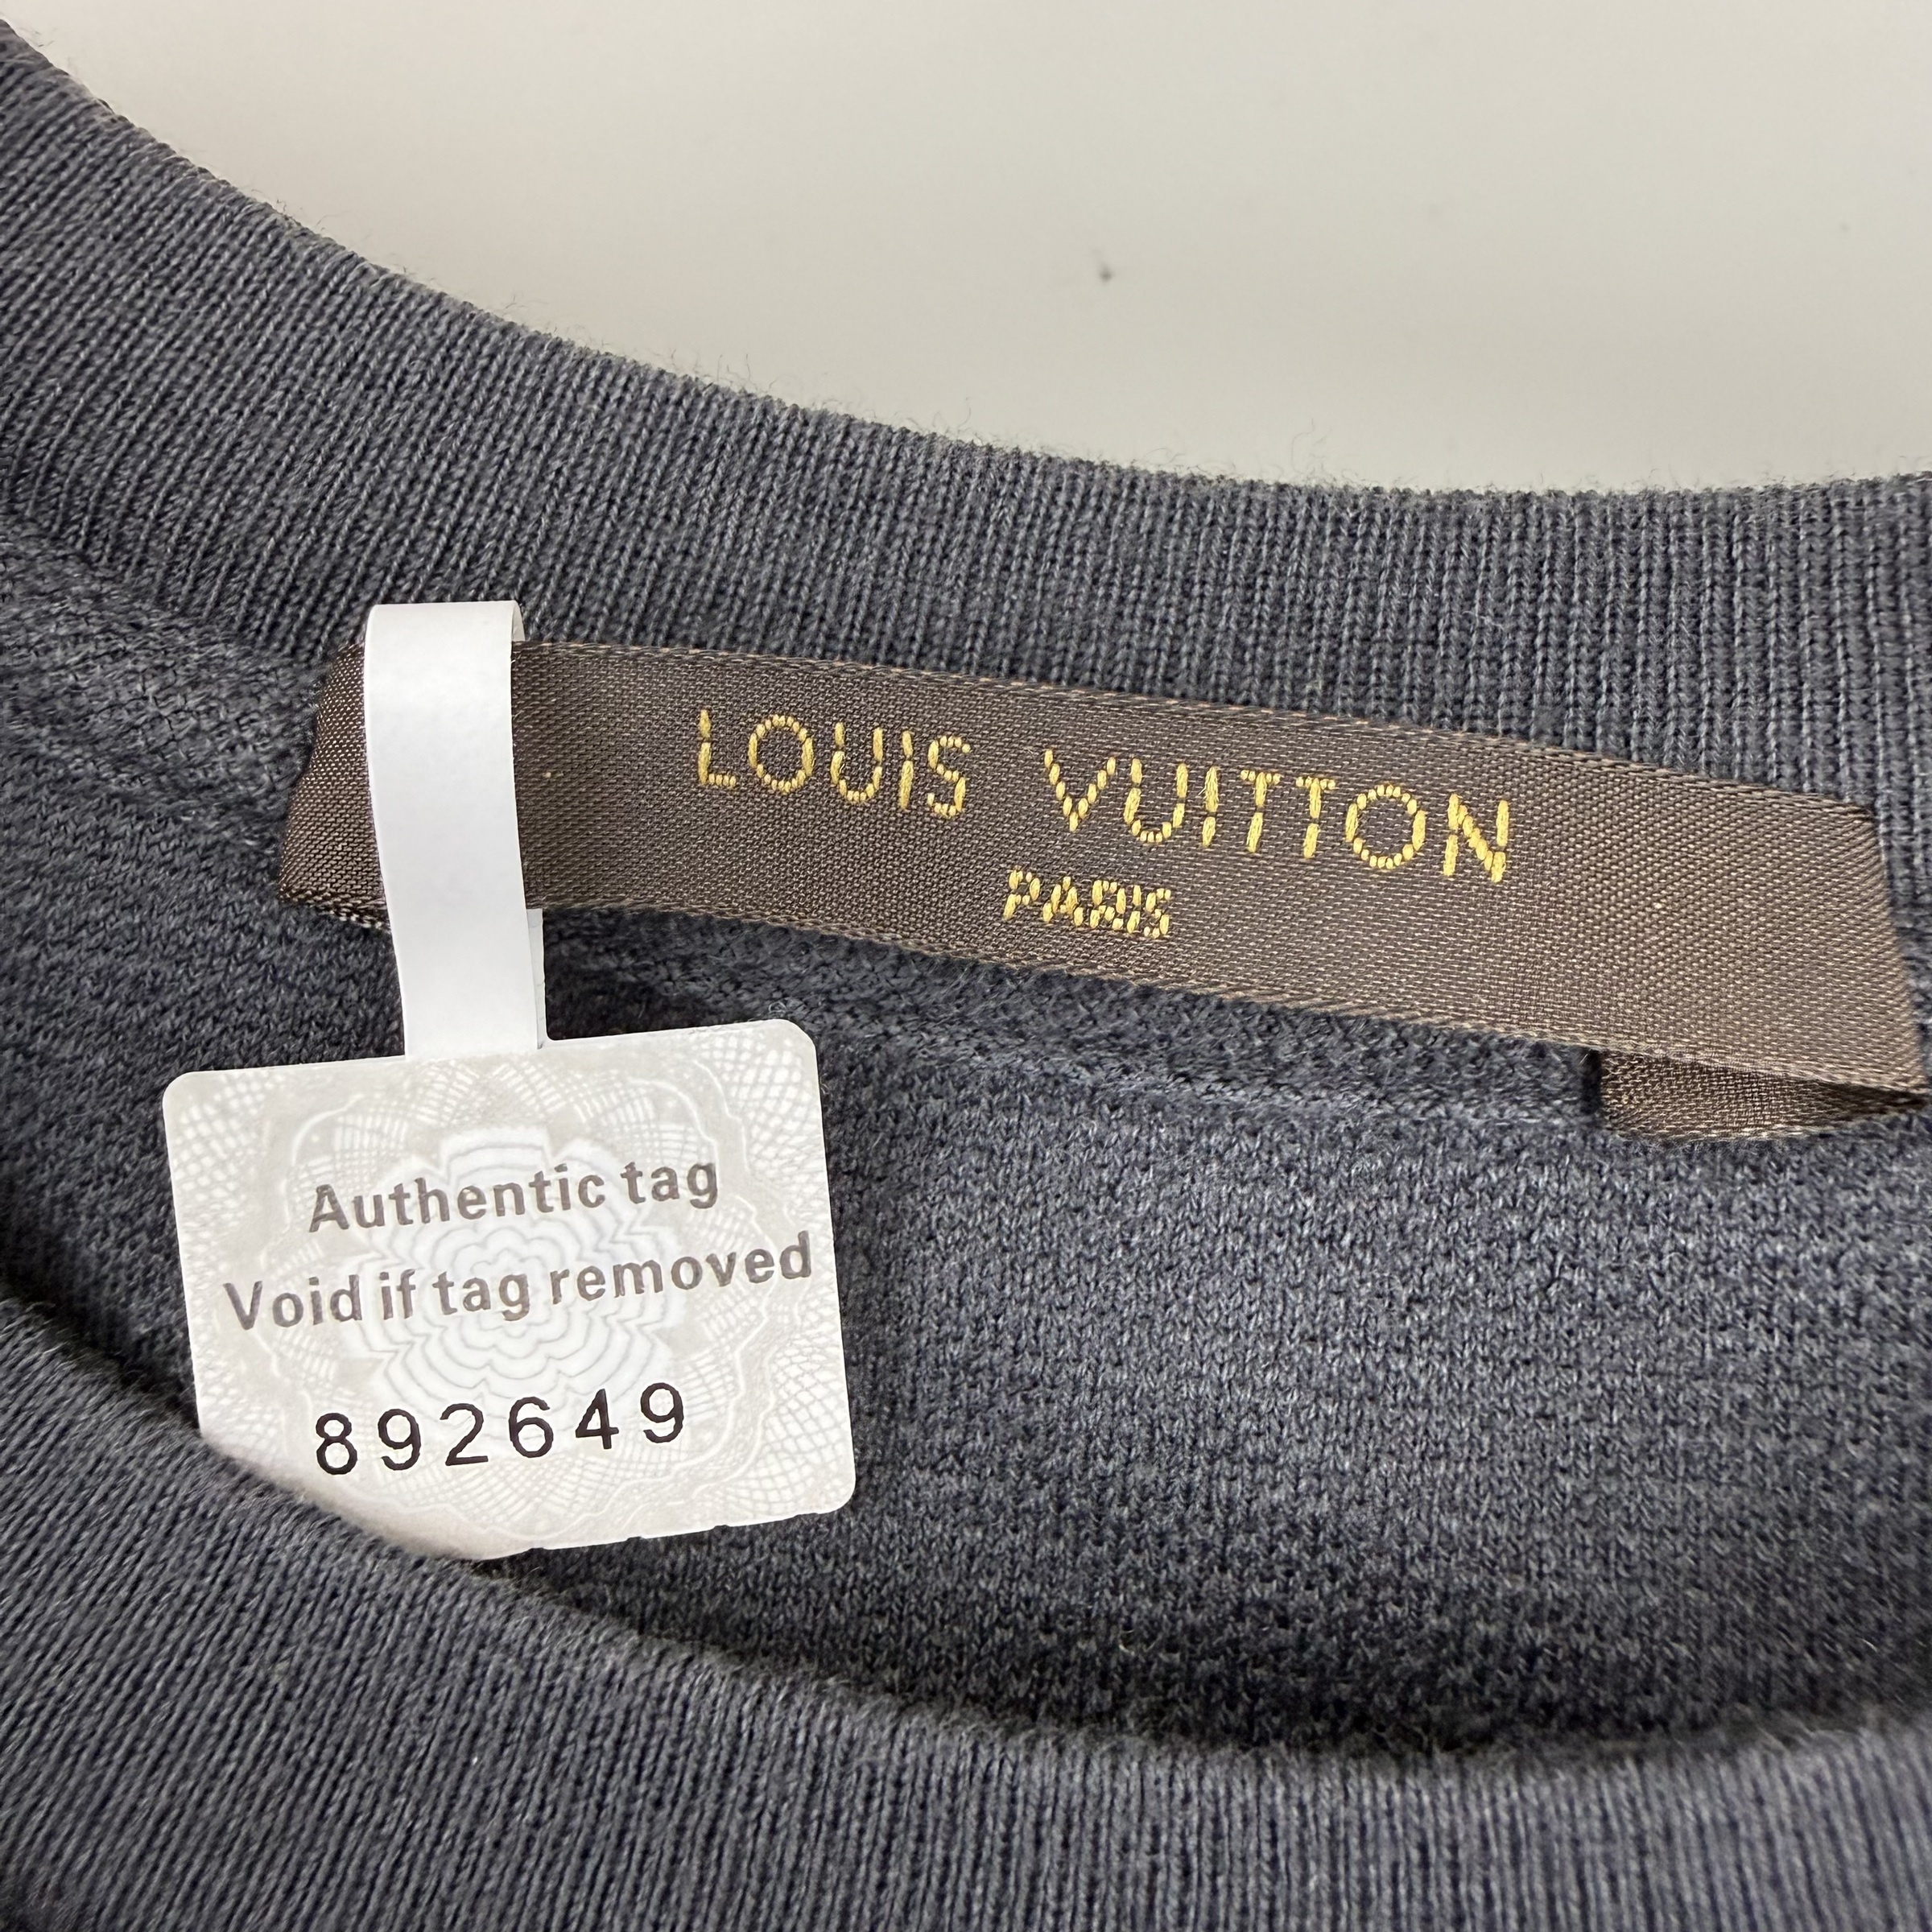 LOUIS VUITTON
PARIS
Authentic tag
Void if tag removed
892649